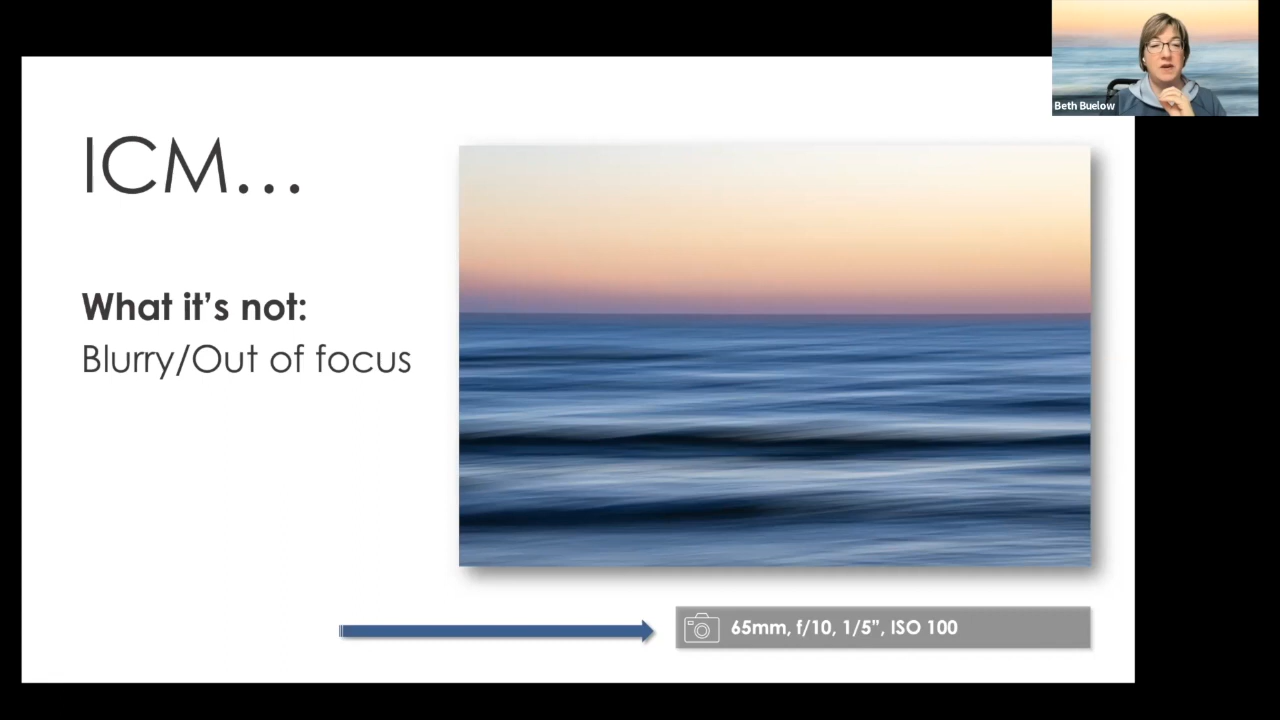 Beth Buelow
ICM...
What it's not:
Blurry/Out of focus
65mm, f/10, 1/5”, ISO 100